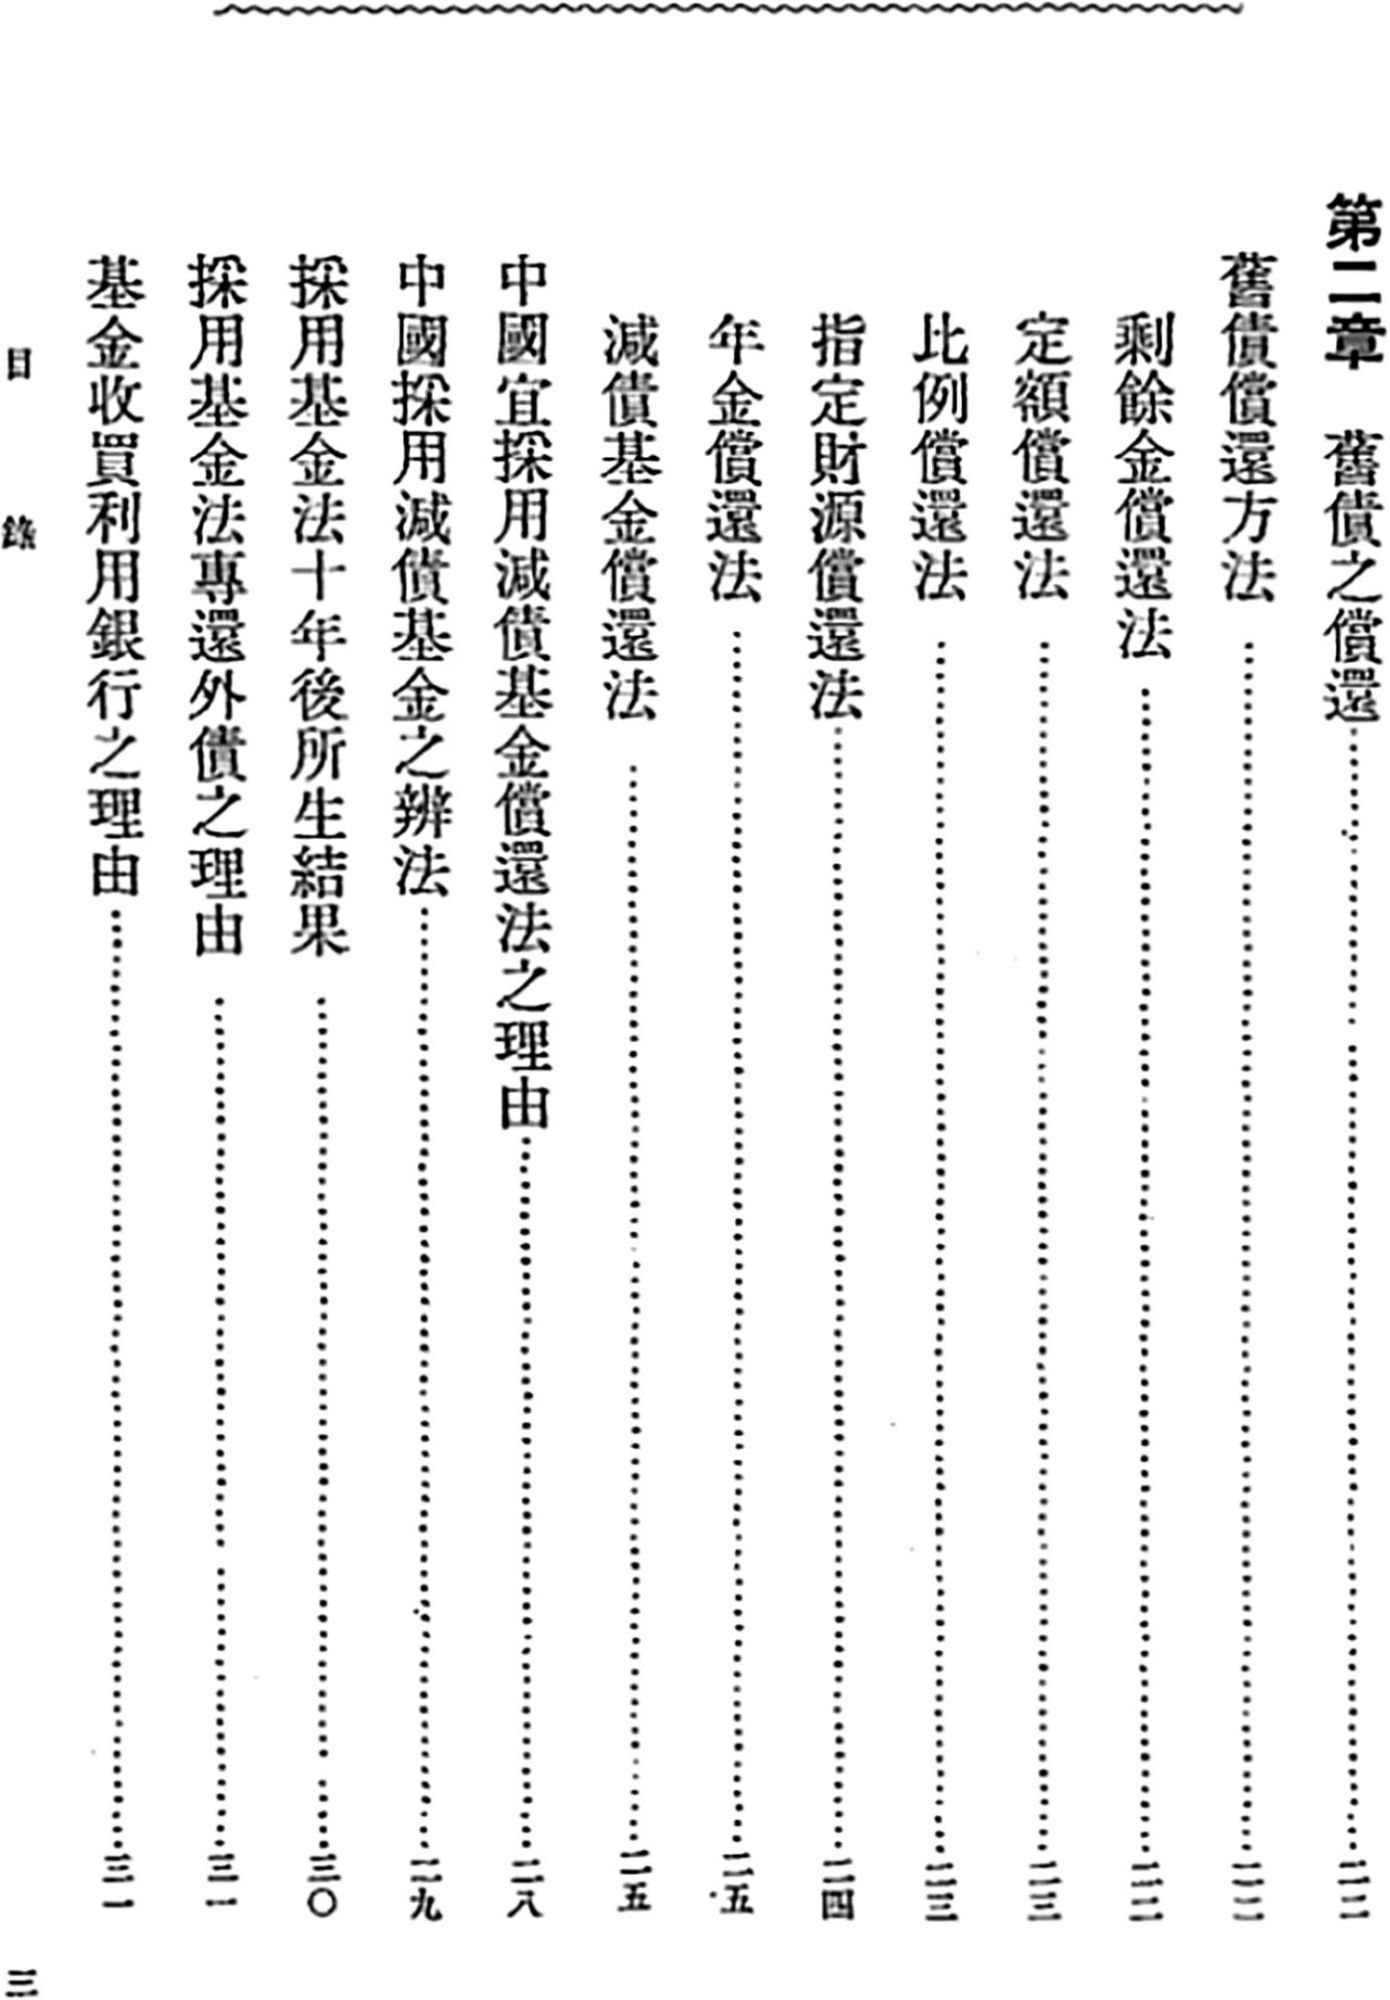 第二章　舊債之償還……二二
舊債償還方法……二二
剩餘金償還法……二二
定額償還法……二三
比例償還法……二三
指定財源償還法……二四
年金償還法……二五
減債基金償還法……二五
中國宜採用減債基金償還法之理由……二八
中國採用減債基金之辨法……二九
採用基金法十年後所生結果……三〇
採用基金法專還外債之理由……三一
基金收買利用銀行之理由……三一
目錄
三